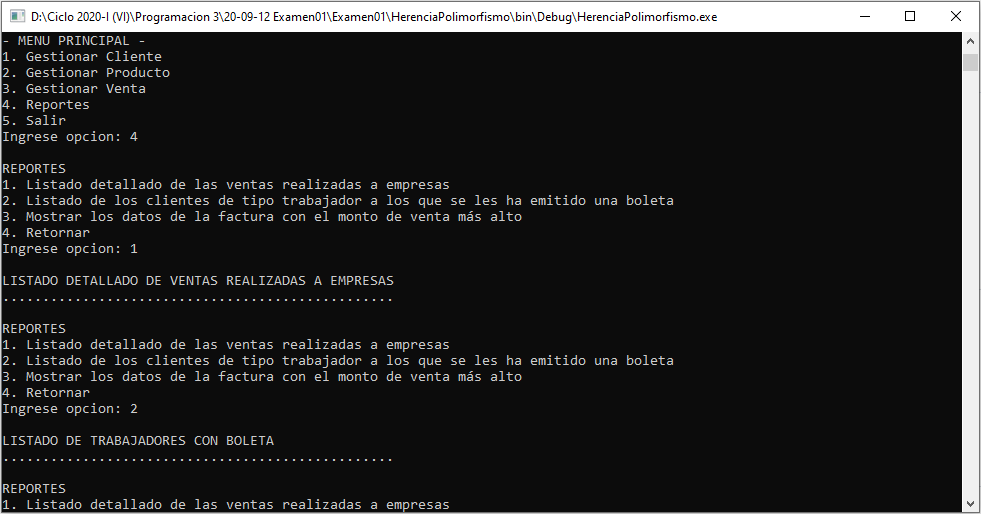 D:\Ciclo 2020-I (VI)\Programacion 3\20-09-12 Examen01\Examen01\HerenciaPolimorfismo\bin\Debug\HerenciaPolimorfismo.exe
- MENU PRINCIPAL -
1. Gestionar Cliente
2. Gestionar Producto
3. Gestionar Venta
4. Reportes
5. Salir
Ingrese opcion: 4
REPORTES
1. Listado detallado de las ventas realizadas a empresas
2. Listado de los clientes de tipo trabajador a los que se les ha emitido una boleta
3. Mostrar los datos de la factura con el monto de venta más alto
4. Retornar
Ingrese opcion: 1
LISTADO DETALLADO DE VENTAS REALIZADAS A EMPRESAS
.................................................
REPORTES
1. Listado detallado de las ventas realizadas a empresas
2. Listado de los clientes de tipo trabajador a los que se les ha emitido una boleta
3. Mostrar los datos de la factura con el monto de venta más alto
4. Retornar
Ingrese opcion: 2
LISTADO DE TRABAJADORES CON BOLETA
.................................................
REPORTES
1. Listado detallado de las ventas realizadas a empresas